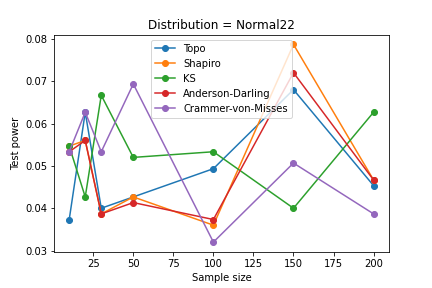 Distribution = Normal22
0.08
0.07
0.06
0.05
0.04
0.03
Test power
Topo
Shapiro
KS
Anderson-Darling
Crammer-von-Misses
25
50
75
100
125
150
175
200
Sample size